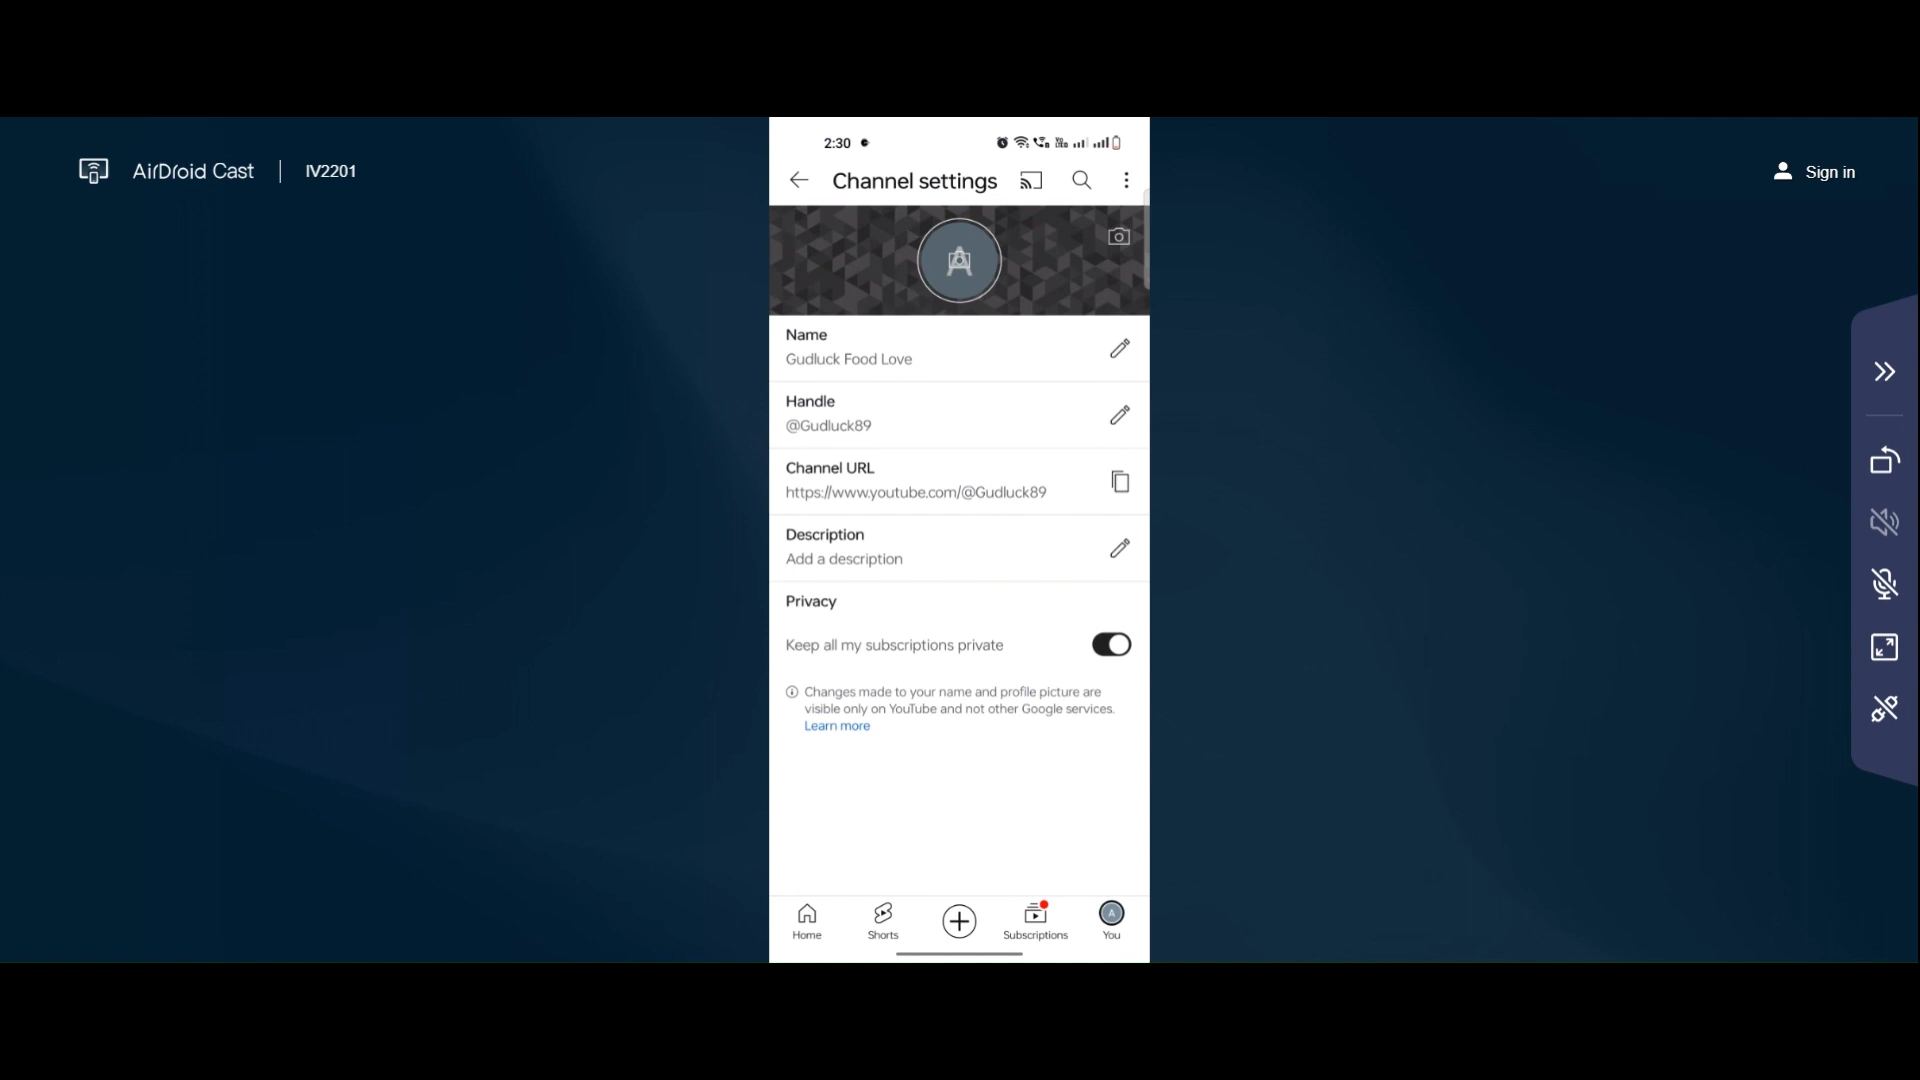 2:30
AirDroid Cast
IV2201
Sign in
Channel settings
Name
Gudluck Food Love
Handle
@Gudluck89
Channel URL
https://www.youtube.com/@Gudluck89
Description
Add a description
Privacy
Keep all my subscriptions private
Changes made to your name and profile picture are
visible only on YouTube and not other Google services.
Learn more
Home
Shorts
Subscriptions
A
You